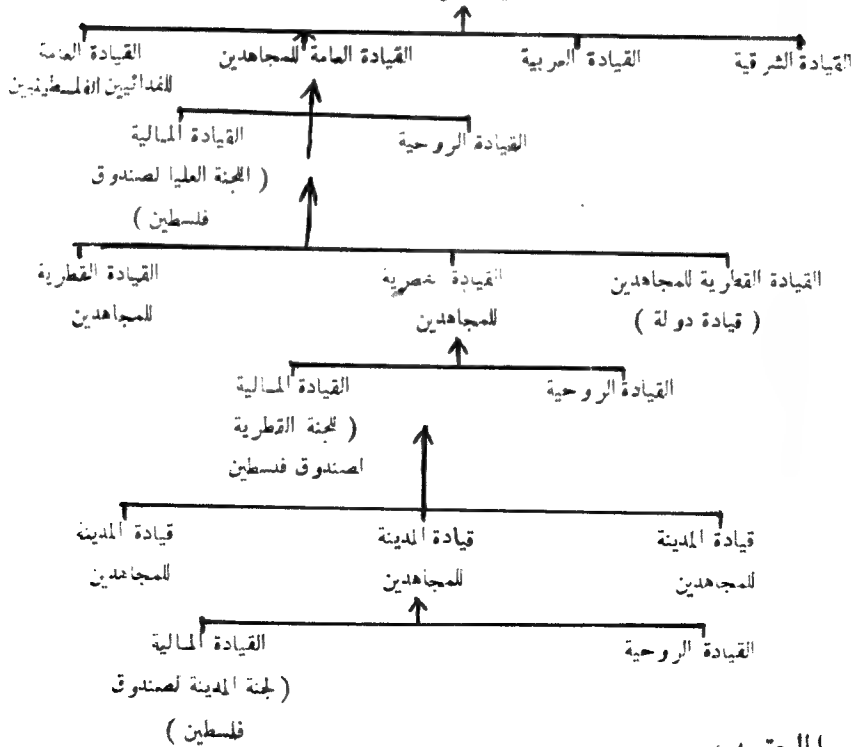 القيادة الشرقية القيادة الغربية القيادة العامة للمجاهدين القيادة العامة
للفدائيين الفلسطينيين
القيادة الروحية القيادة المالية
( اللجنة العليا لصندوق
فلسطين )
القيادة القطرية للمجاهدين القيادة القطرية
( قيادة دولة ) للمجاهدين للمجاهدين
القيادة الروحية القيادة المالية
( للجنة القطرية
لصندوق فلسطين
قيادة المدينة قيادة المدينة قيادة المدينة
للمجاهدين للمجاهدين للمجاهدين
القيادة الروحية القيادة المالية
( لجنة المدينة لصندوق
فلسطين )